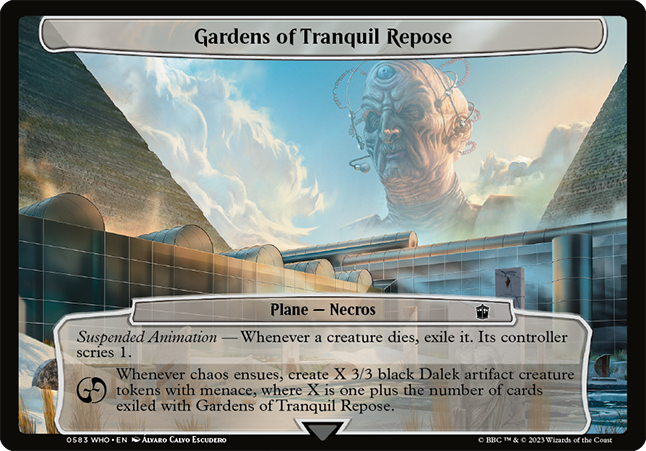 Gardens of Tranquil Repose
Plane — Necros
Suspended Animation — Whenever a creature dies, exile it. Its controller
series 1.
Whenever chaos ensues, create X 3/3 black Dalek artifact creature
tokens with menace, where X is one plus the number of cards
exiled with Gardens of Tranquil Repose.
0583 WHO • EN Álvaro Calvo Escudero
© BBC ™ & © 2023 Wizards of the Coast